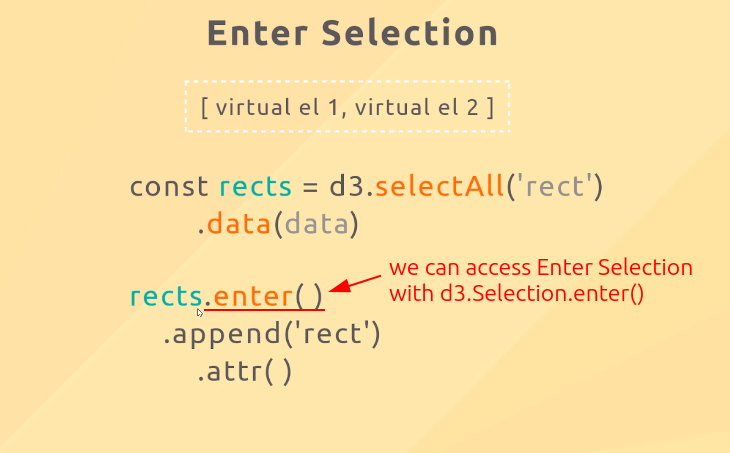 Enter Selection
[ virtual el 1, virtual el 2 ]
const rects = d3.selectAll('rect')
.data(data)
we can access Enter Selection
with d3.Selection.enter()
rects.enter( )
.append('rect')
.attr( )